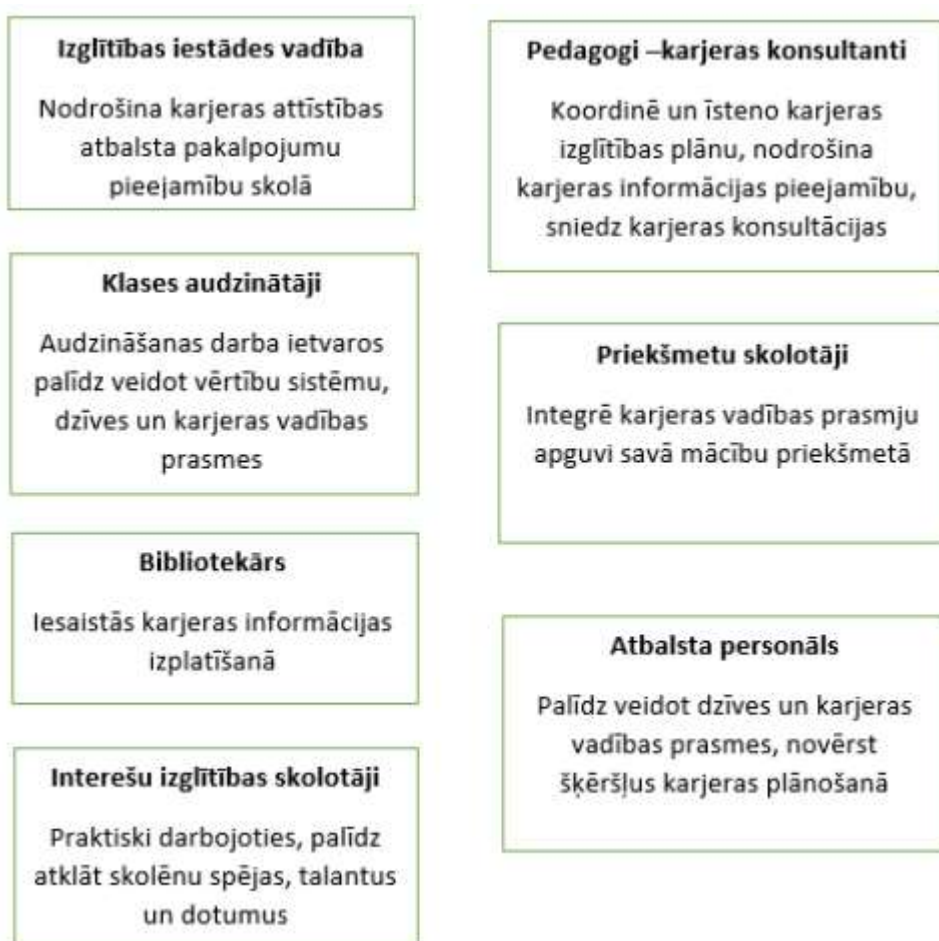 Izglītības iestādes vadība
Nodrošina karjeras attīstības
atbalsta pakalpojumu
pieejamību skolā
Klases audzinātāji
Audzināšanas darba ietvaros
palīdz veidot vērtību sistēmu,
dzīves un karjeras vadības
prasmes
Bibliotekārs
Iesaistās karjeras informācijas
izplatīšanā
Interešu izglītības skolotāji
Praktiski darbojoties, palīdz
atklāt skolēnu spējas, talantus
un dotumus
Pedagogi –karjeras konsultanti
Koordinē un īsteno karjeras
izglītības plānu, nodrošina
karjeras informācijas pieejamību,
sniedz karjeras konsultācijas
Priekšmetu skolotāji
Integrē karjeras vadības prasmju
apguvi savā mācību priekšmetā
Atbalsta personāls
Palīdz veidot dzīves un karjeras
vadības prasmes, novērst
šķēršļus karjeras plānošanā